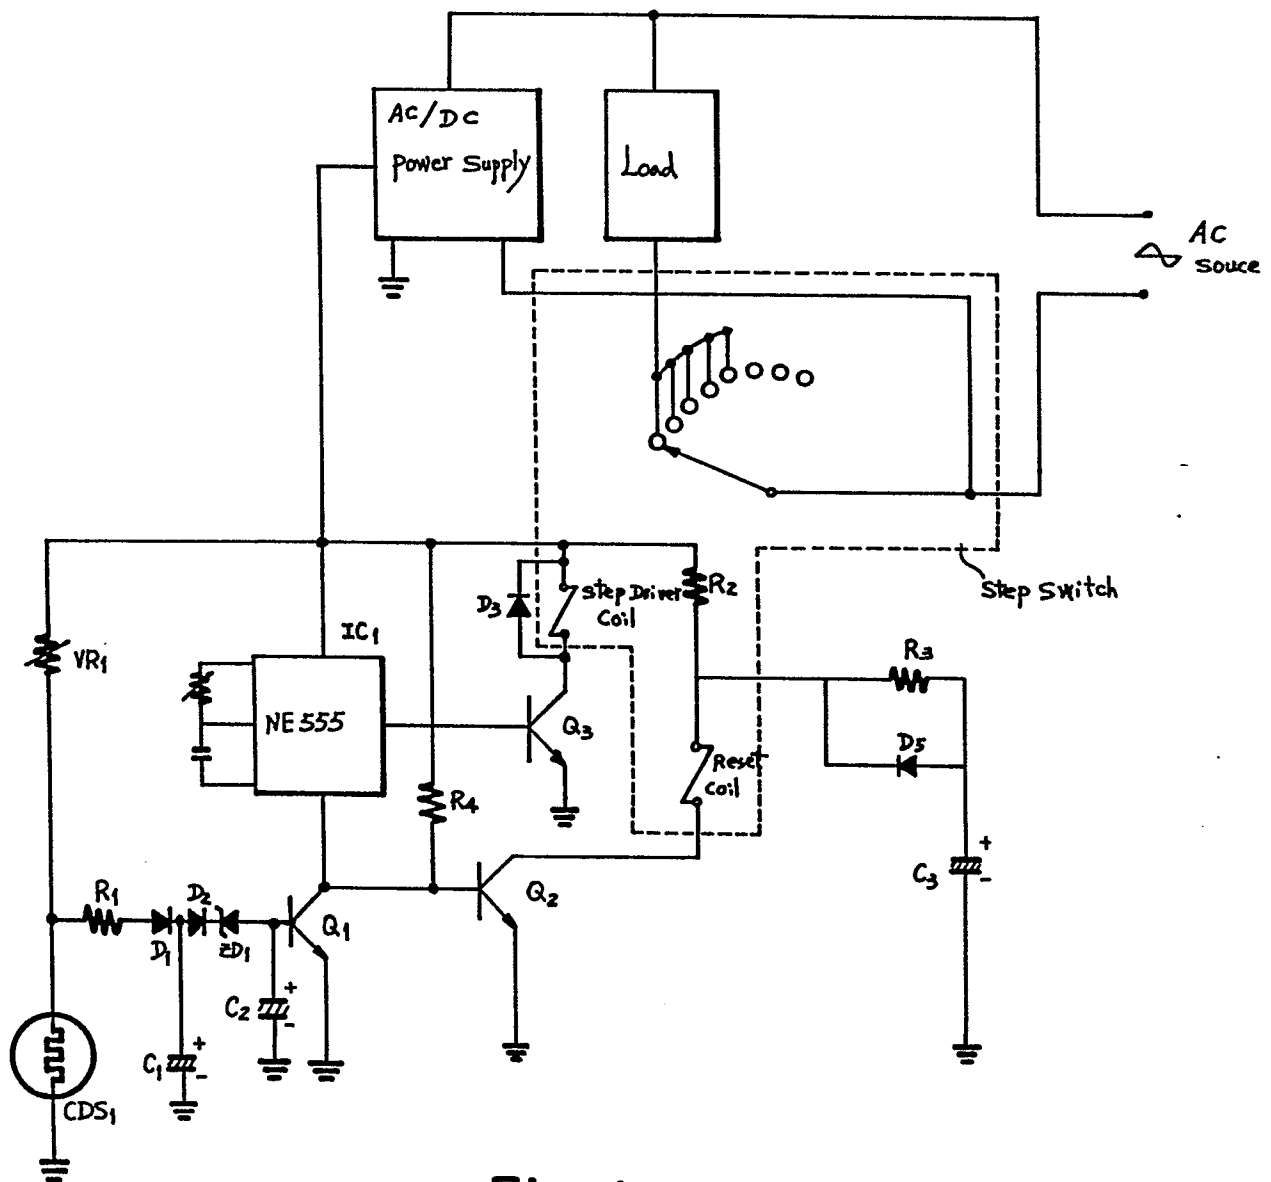 AC/DC
Power Supply
Load
AC
Souce
Step Switch
Step Driver
Coil
D3
R2
IC1
VR1
NE555
Q3
R3
D5
Reset
Coil
R4
C3
+
-
R1
D2
D1
ZD1
Q1
Q2
C2
+
-
C1
+
-
CDS1